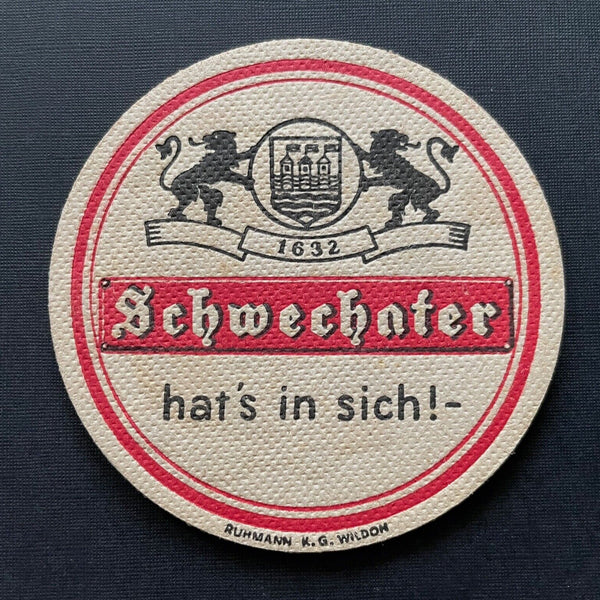 1632
Schwechater
hat's in sich!-
RUHMANN K.G. WILDON